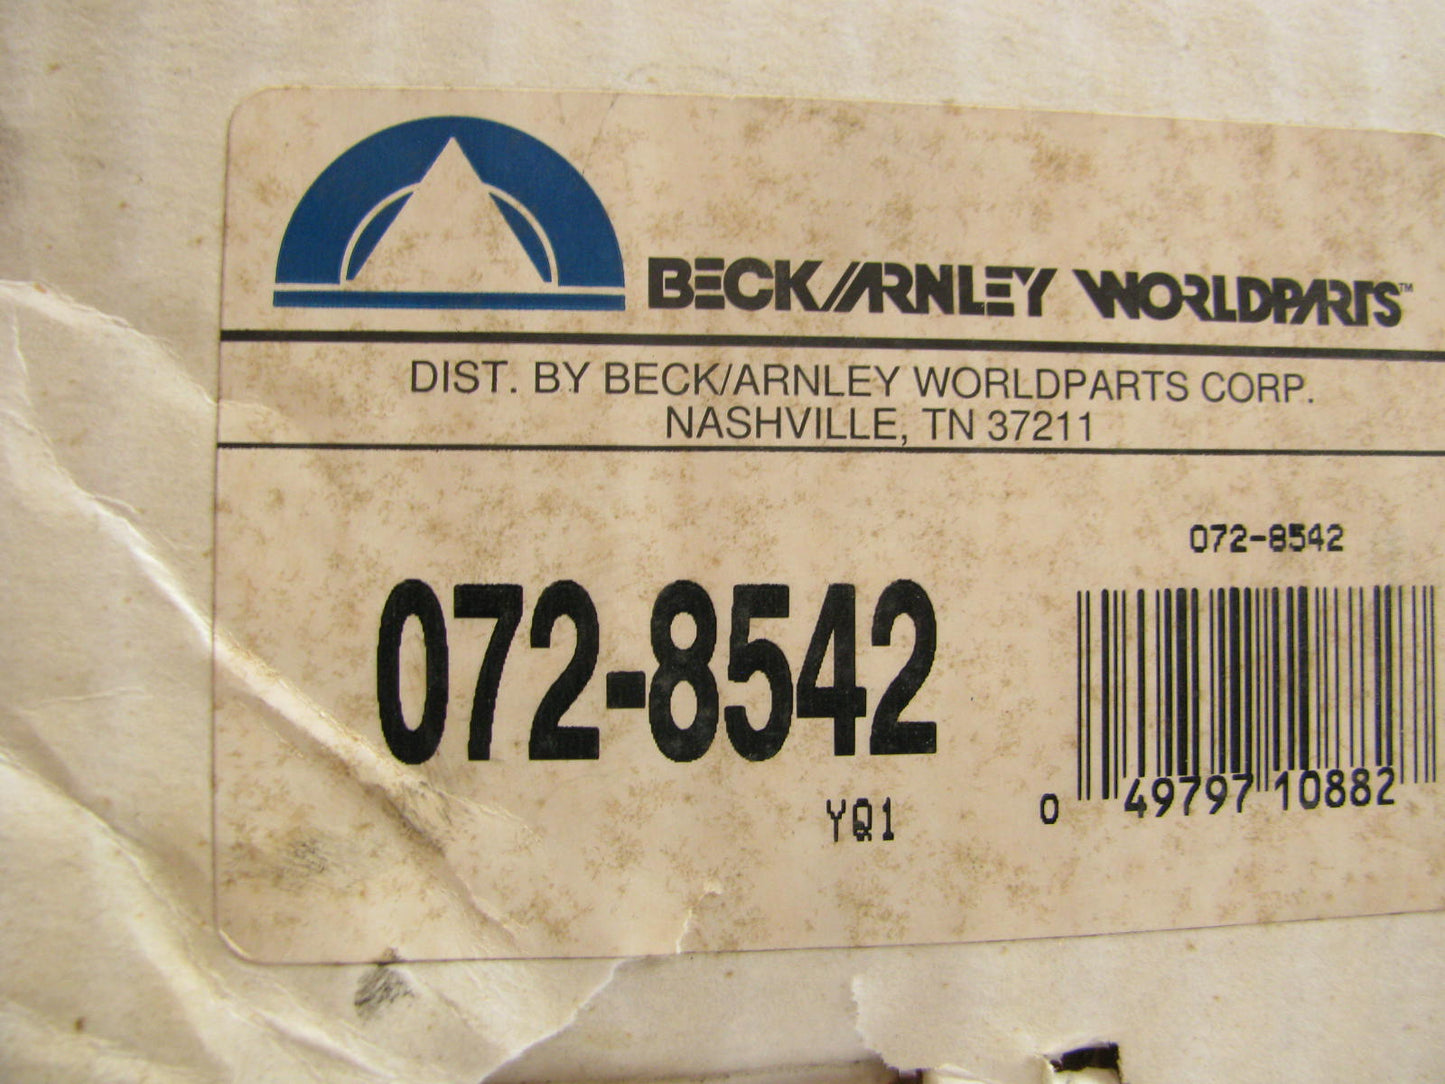 BECK/ARNLEY WORLDPARTS™
DIST. BY BECK/ARNLEY WORLDPARTS CORP.
NASHVILLE, TN 37211
072-8542
072-8542
YQ1
0 49797 10882